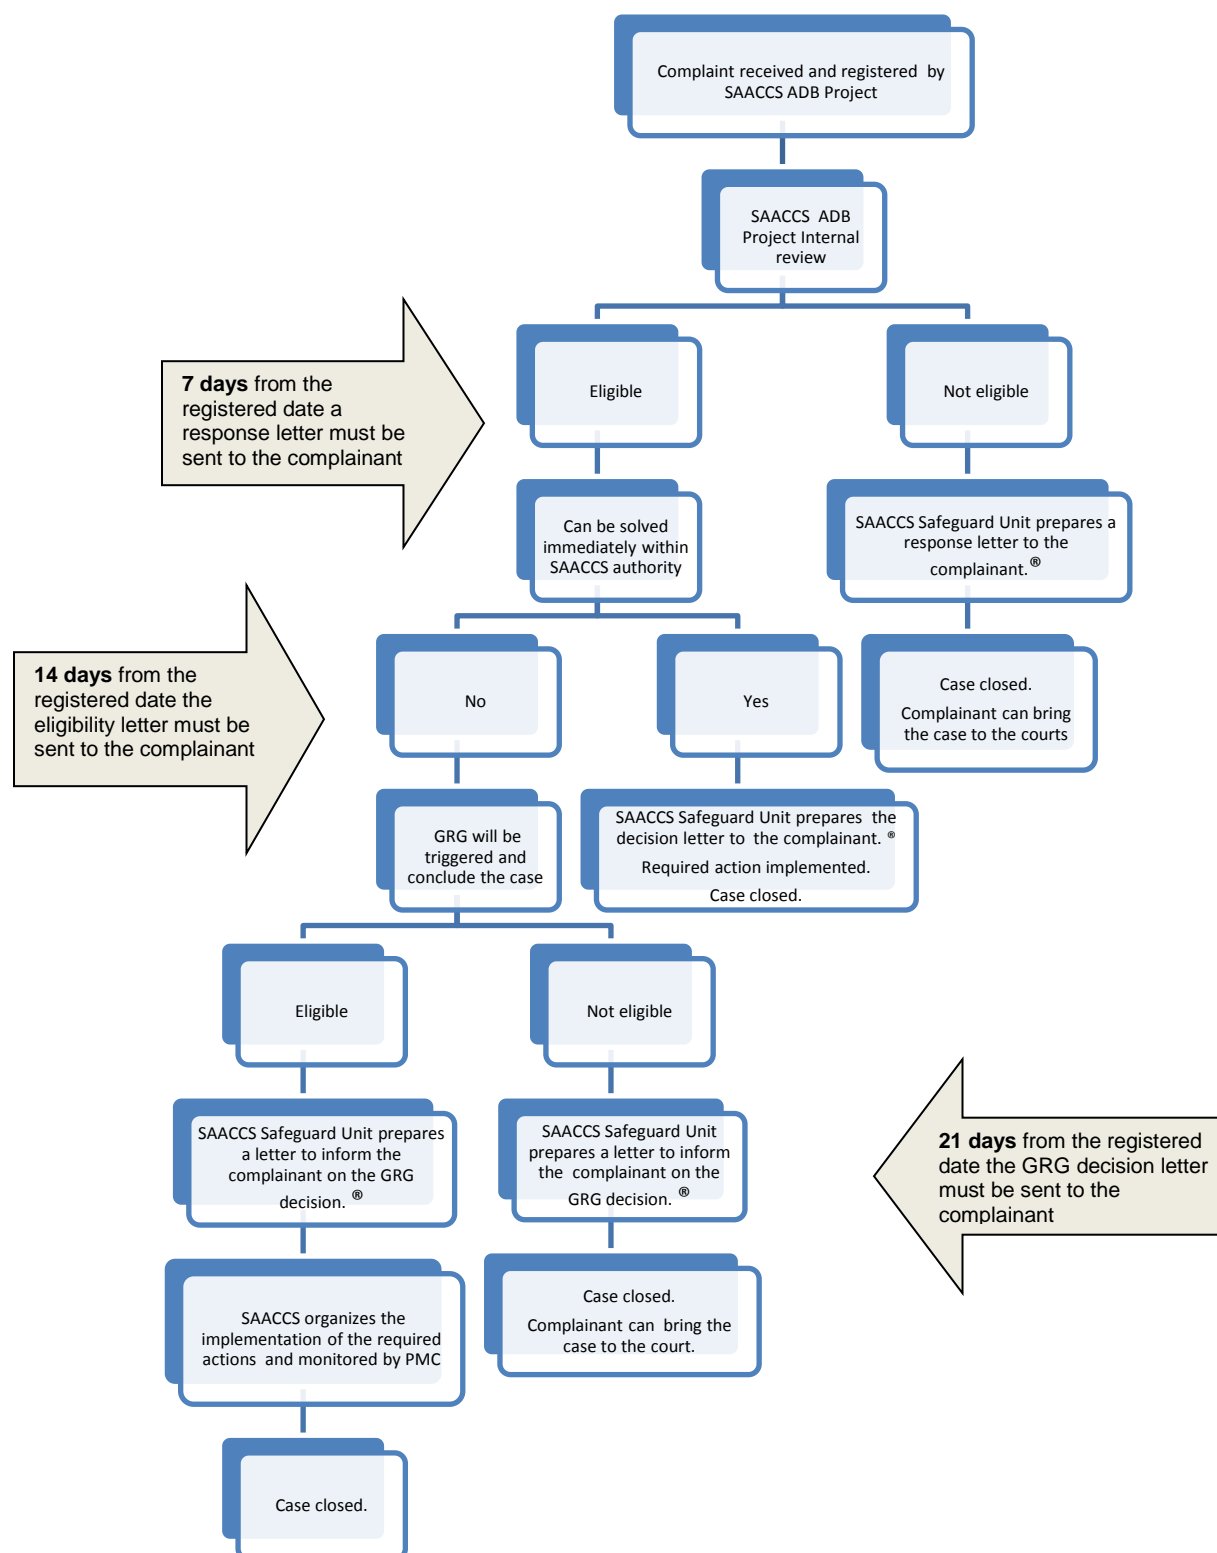 Complaint received and registered by
SAACCS ADB Project
SAACCS ADB
Project Internal
review
Eligible
Not eligible
7 days from the
registered date a
response letter must be
sent to the complainant
Can be solved
immediately within
SAACCS authority
SAACCS Safeguard Unit prepares a
response letter to the
complainant. ®
14 days from the
registered date the
eligibility letter must be
sent to the complainant
No
Yes
Case closed.
Complainant can bring
the case to the courts
GRG will be
triggered and
conclude the case
SAACCS Safeguard Unit prepares the
decision letter to the complainant. ®
Required action implemented.
Case closed.
Eligible
Not eligible
SAACCS Safeguard Unit prepares
a letter to inform the
complainant on the GRG
decision. ®
SAACCS Safeguard Unit
prepares a letter to inform
the complainant on the
GRG decision. ®
21 days from the registered
date the GRG decision letter
must be sent to the
complainant
SAACCS organizes the
implementation of the required
actions and monitored by PMC
Case closed.
Complainant can bring the
case to the court.
Case closed.